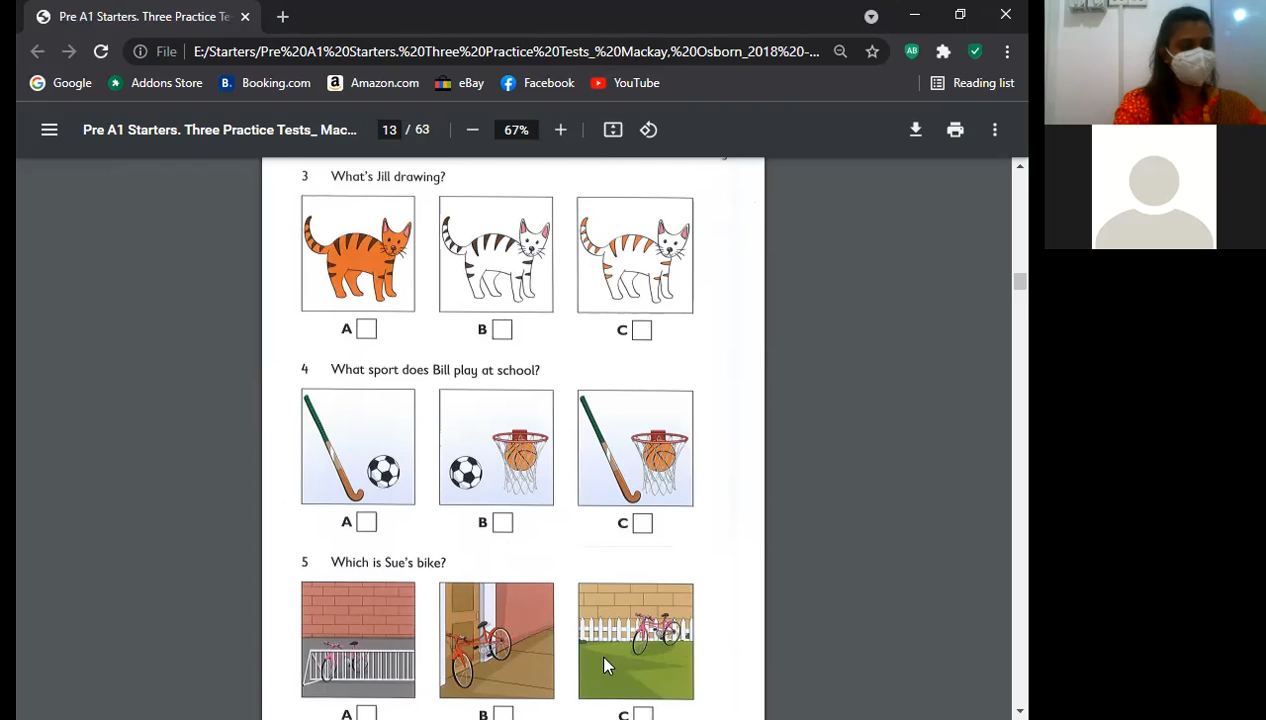 Pre A1 Starters. Three Practice Te
File E:/Starters/Pre%20A1%20Starters.%20Three%20Practice%20Tests_%20Mackay,%20Osborn_2018%20-...
AB
Google Addons Store B. Booking.com a Amazon.com eBay Facebook YouTube Reading list
Pre A1 Starters. Three Practice Tests_ Mac... 13 / 63 67%
3 What's Jill drawing?
A B C
4 What sport does Bill play at school?
A B C
5 Which is Sue's bike?
A B C